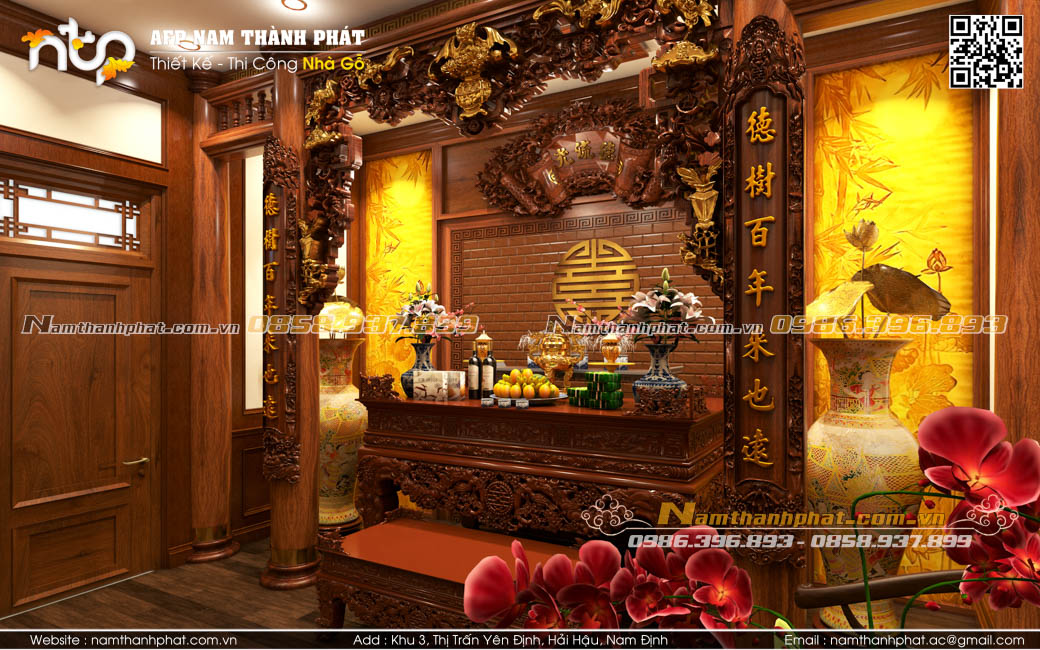 ntp
AFP NAM THÀNH PHÁT
Thiết Kế - Thi Công Nhà Gỗ
德樹百年來也遠
德樹百年來也遠
Namthanhphat.com.vn 0858.937.899
Namthanhphat.com.vn 0986.396.893
Namthanhphat.com.vn
0986.396.893 - 0858.937.899
Website : namthanhphat.com.vn
Add : Khu 3, Thị Trấn Yên Định, Hải Hậu, Nam Định
Email : namthanhphat.ac@gmail.com